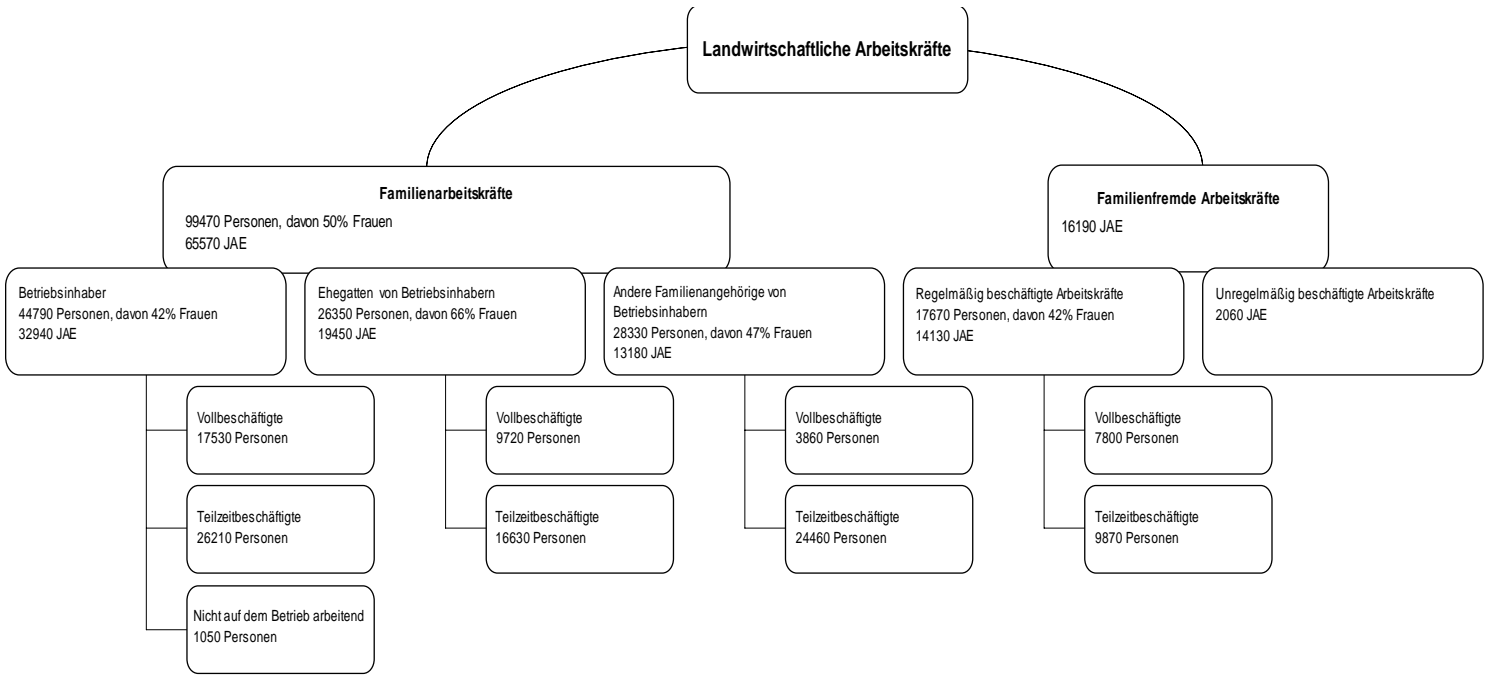 Landwirtschaftliche Arbeitskräfte
Familienarbeitskräfte
99470 Personen, davon 50% Frauen
65570 JAE
Familienfremde Arbeitskräfte
16190 JAE
Betriebsinhaber
44790 Personen, davon 42% Frauen
32940 JAE
Ehegatten von Betriebsinhabern
26350 Personen, davon 66% Frauen
19450 JAE
Andere Familienangehörige von
Betriebsinhabern
28330 Personen, davon 47% Frauen
13180 JAE
Regelmäßig beschäftigte Arbeitskräfte
17670 Personen, davon 42% Frauen
14130 JAE
Unregelmäßig beschäftigte Arbeitskräfte
2060 JAE
Vollbeschäftigte
17530 Personen
Vollbeschäftigte
9720 Personen
Vollbeschäftigte
3860 Personen
Vollbeschäftigte
7800 Personen
Teilzeitbeschäftigte
26210 Personen
Teilzeitbeschäftigte
16630 Personen
Teilzeitbeschäftigte
24460 Personen
Teilzeitbeschäftigte
9870 Personen
Nicht auf dem Betrieb arbeitend
1050 Personen